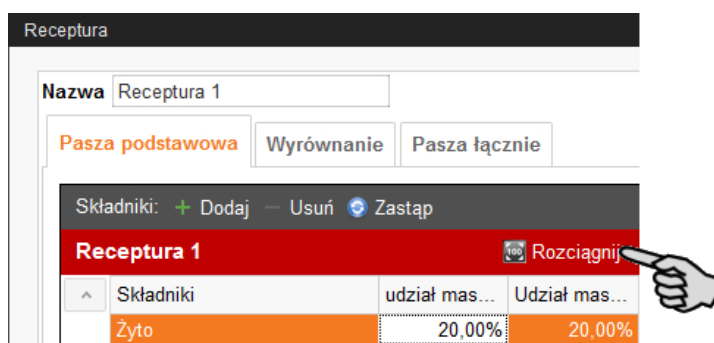 Receptura
Nazwa Receptura 1
Pasza podstawowa Wyrównanie Pasza łącznie
Składniki: + Dodaj − Usuń Zastąp
Receptura 1 100 Rozciągnij
Składniki udział mas... Udział mas...
Żyto 20,00% 20,00%